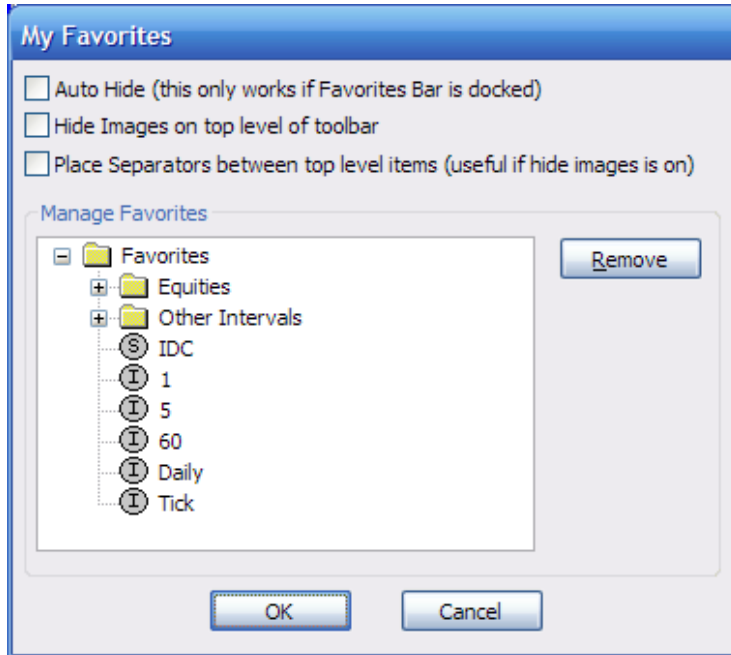 My Favorites
Auto Hide (this only works if Favorites Bar is docked)
Hide Images on top level of toolbar
Place Separators between top level items (useful if hide images is on)
Manage Favorites
Favorites
Remove
Equities
Other Intervals
S IDC
I 1
I 5
I 60
I Daily
I Tick
OK
Cancel